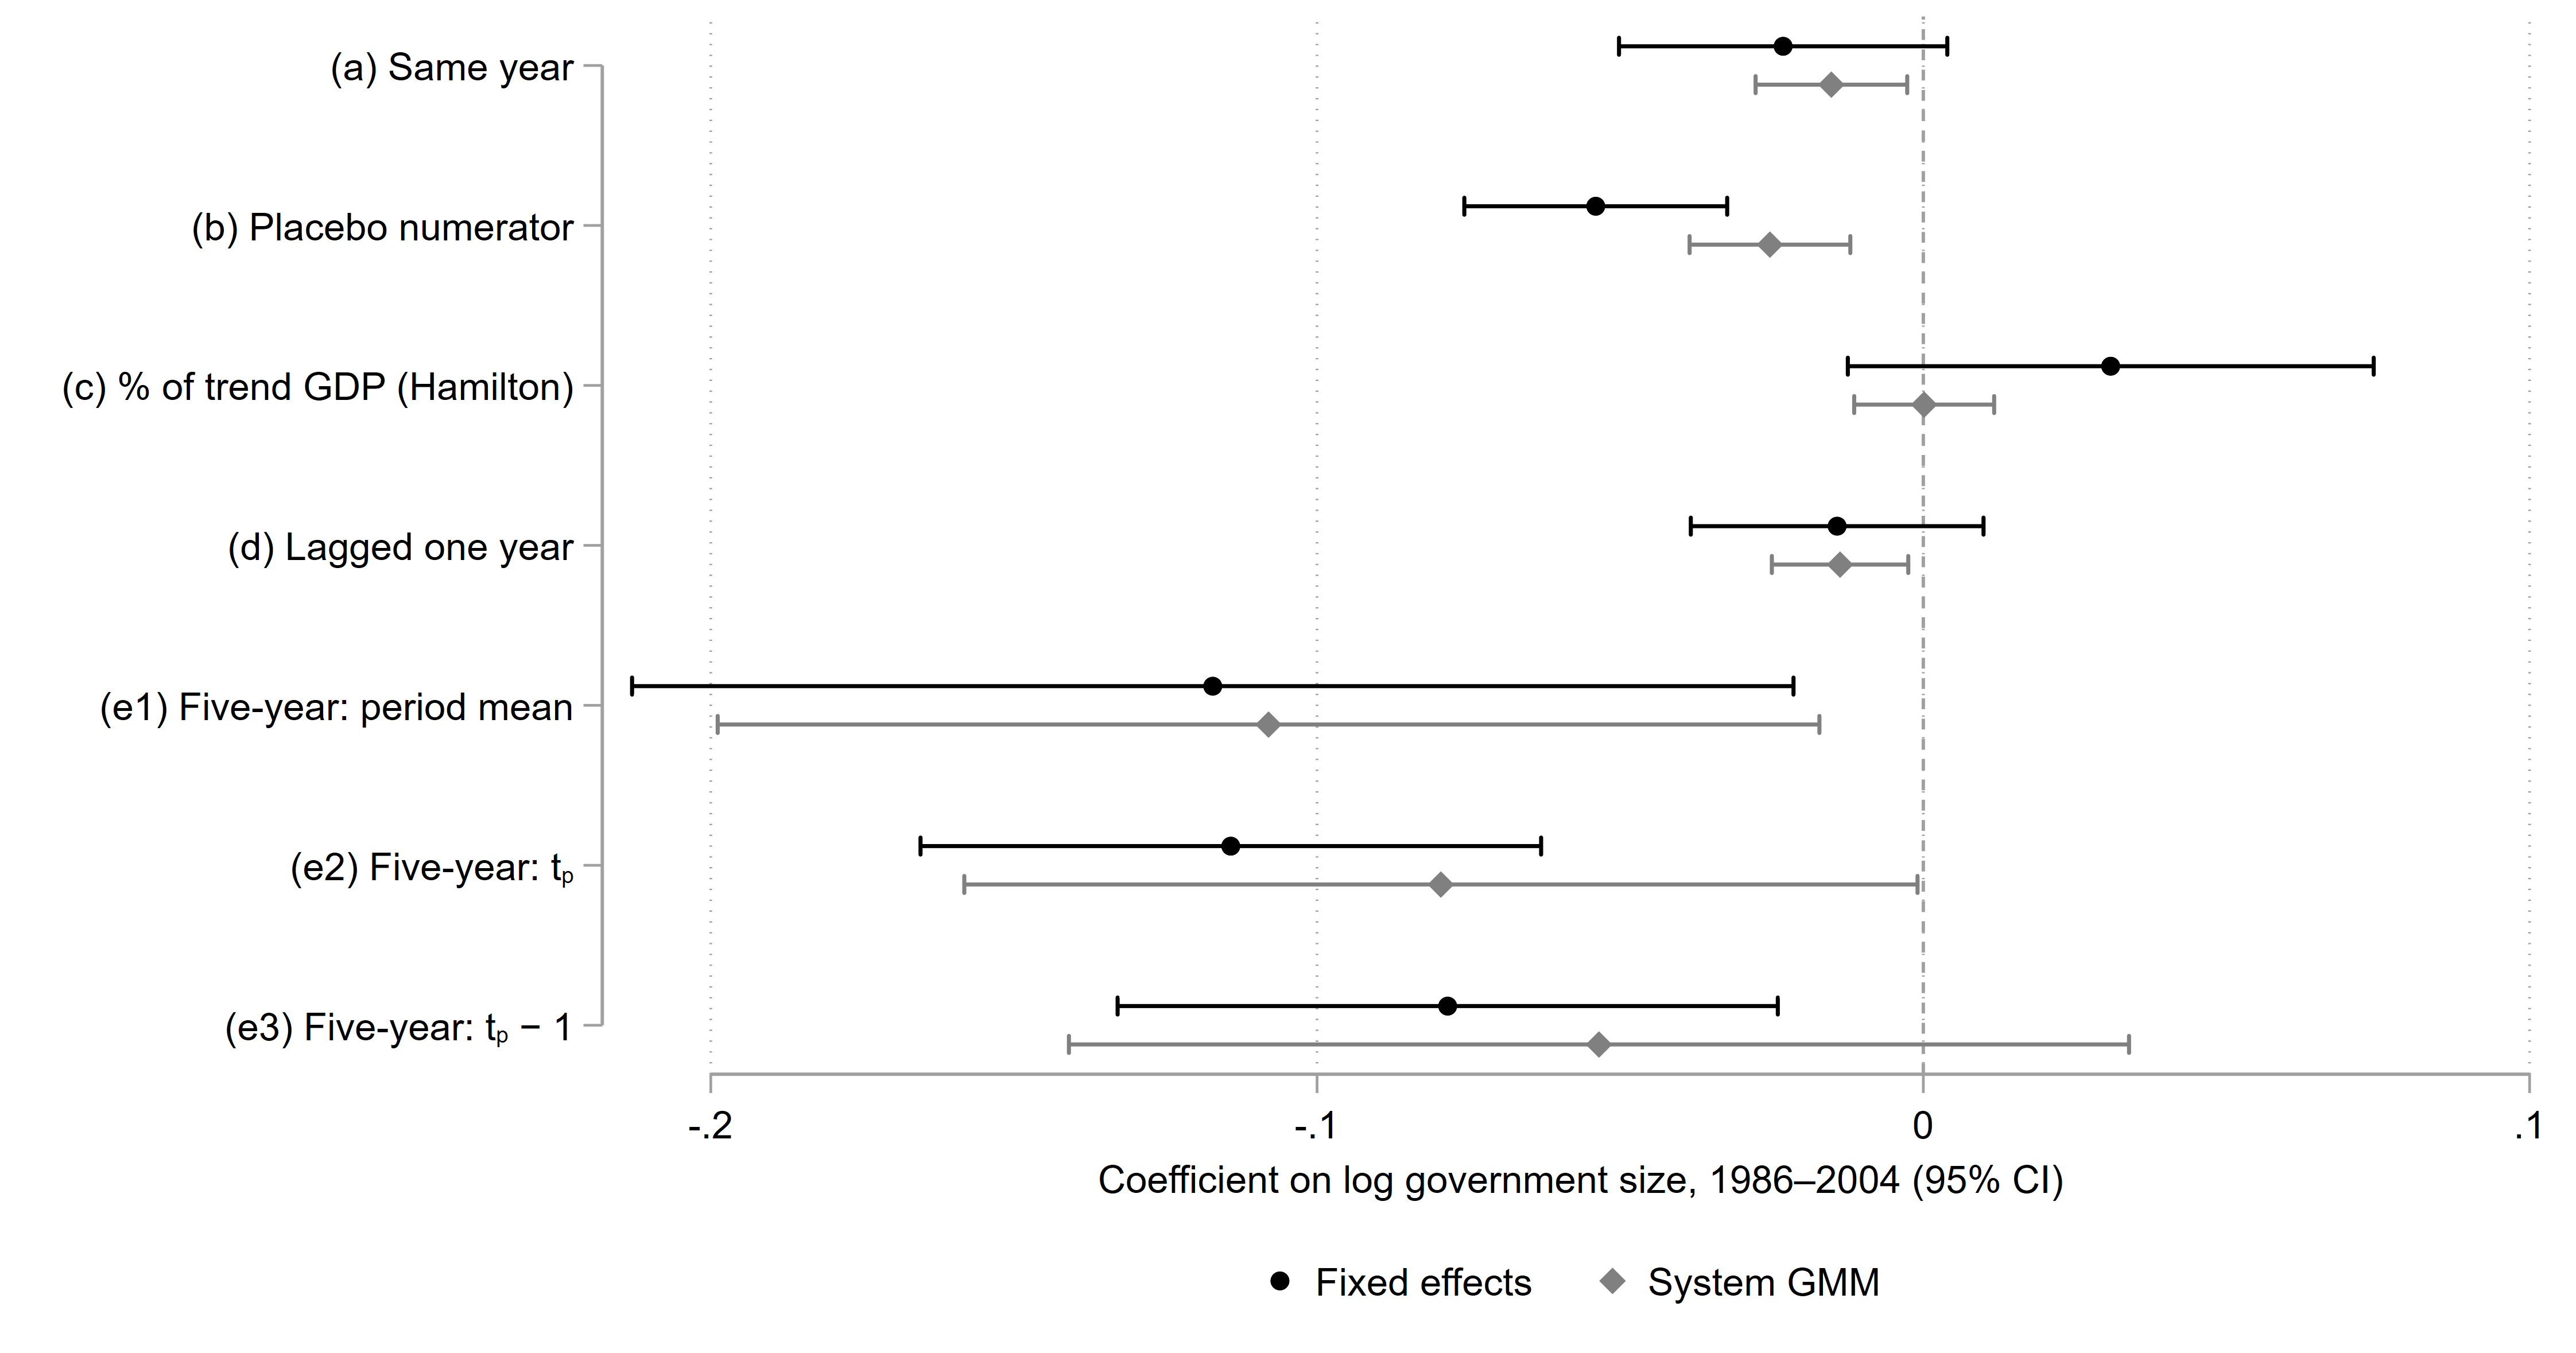 (a) Same year
(b) Placebo numerator
(c) % of trend GDP (Hamilton)
(d) Lagged one year
(e1) Five-year: period mean
(e2) Five-year: tₚ
(e3) Five-year: tₚ − 1
-.2 -.1 0 .1
Coefficient on log government size, 1986–2004 (95% CI)
Fixed effects System GMM